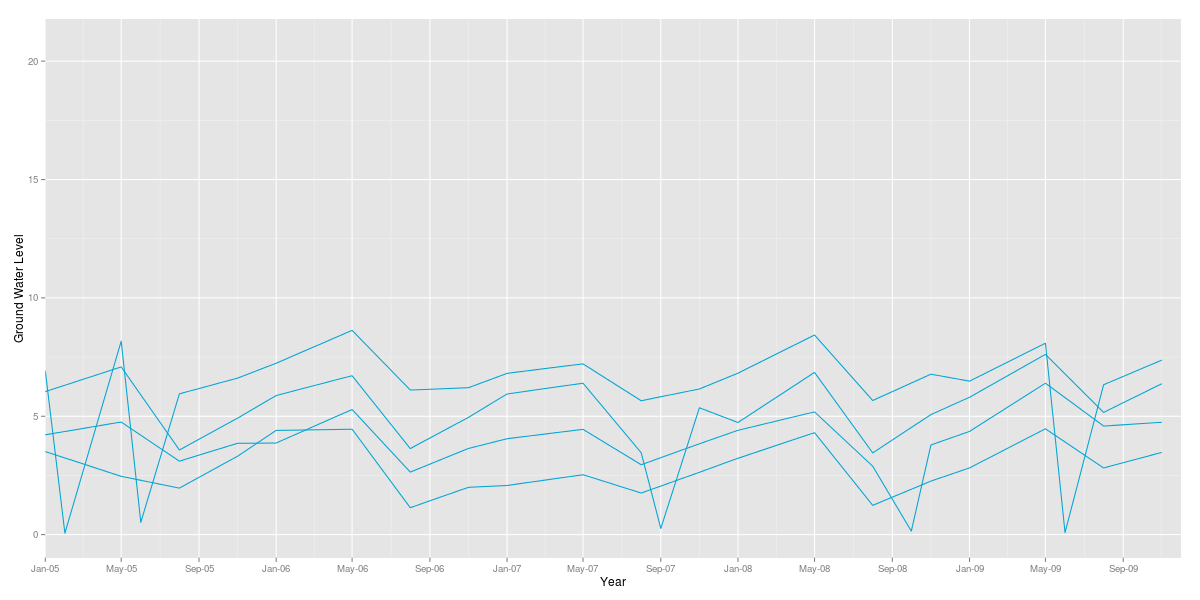 20
15
10
5
0
Ground Water Level
Jan-05 May-05 Sep-05 Jan-06 May-06 Sep-06 Jan-07 May-07 Sep-07 Jan-08 May-08 Sep-08 Jan-09 May-09 Sep-09
Year